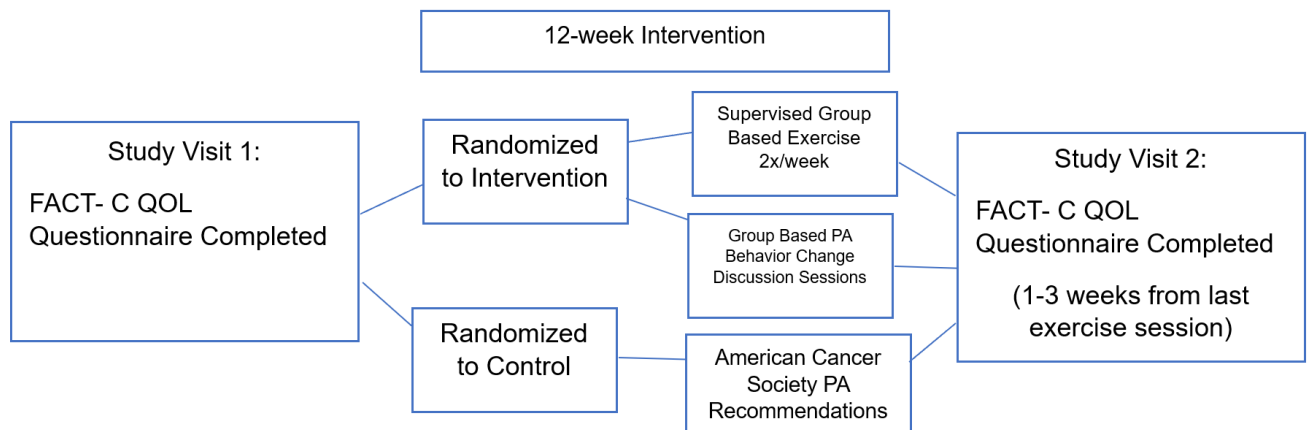 12-week Intervention
Study Visit 1:
FACT- C QOL
Questionnaire Completed
Randomized
to Intervention
Randomized
to Control
Supervised Group
Based Exercise
2x/week
Group Based PA
Behavior Change
Discussion Sessions
American Cancer
Society PA
Recommendations
Study Visit 2:
FACT- C QOL
Questionnaire Completed
(1-3 weeks from last
exercise session)